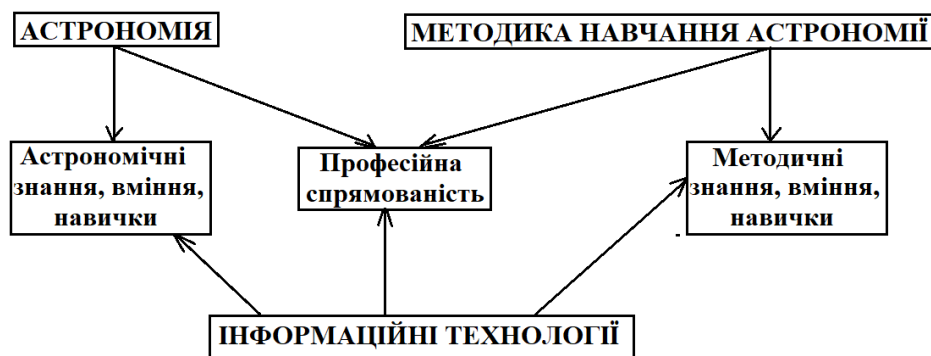 АСТРОНОМІЯ
МЕТОДИКА НАВЧАННЯ АСТРОНОМІЇ
Астрономічні
знання, вміння,
навички
Професійна
спрямованість
Методичні
знання, вміння,
навички
ІНФОРМАЦІЙНІ ТЕХНОЛОГІЇ